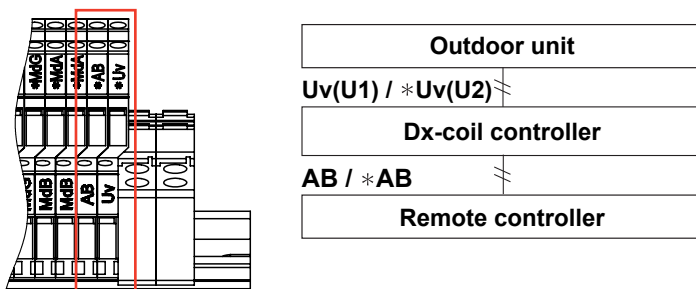 *MdG *MdA *MdA *AB *Uv
MdB MdB AB Uv
Outdoor unit
Uv(U1) / *Uv(U2)
Dx-coil controller
AB / *AB
Remote controller